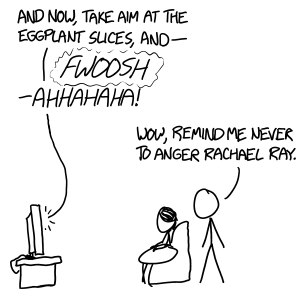 AND NOW, TAKE AIM AT THE
EGGPLANT SLICES, AND—
FWOOSH
—AHHAHAHA!
WOW, REMIND ME NEVER
TO ANGER RACHAEL RAY.